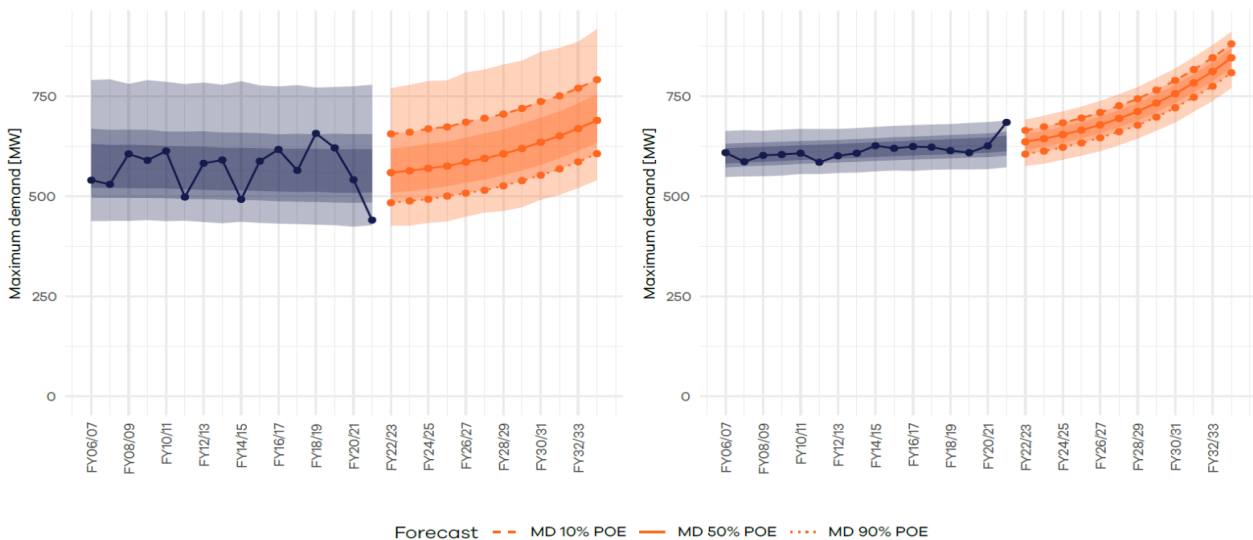 Maximum demand [MW]
750
500
250
0
FY06/07
FY08/09
FY10/11
FY12/13
FY14/15
FY16/17
FY18/19
FY20/21
FY22/23
FY24/25
FY26/27
FY28/29
FY30/31
FY32/33
Maximum demand [MW]
750
500
250
0
FY06/07
FY08/09
FY10/11
FY12/13
FY14/15
FY16/17
FY18/19
FY20/21
FY22/23
FY24/25
FY26/27
FY28/29
FY30/31
FY32/33
Forecast MD 10% POE MD 50% POE MD 90% POE